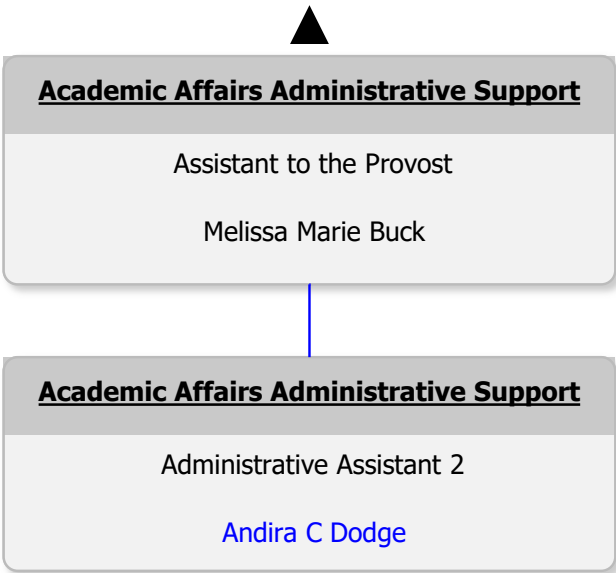 Academic Affairs Administrative Support
Assistant to the Provost
Melissa Marie Buck
Academic Affairs Administrative Support
Administrative Assistant 2
Andira C Dodge